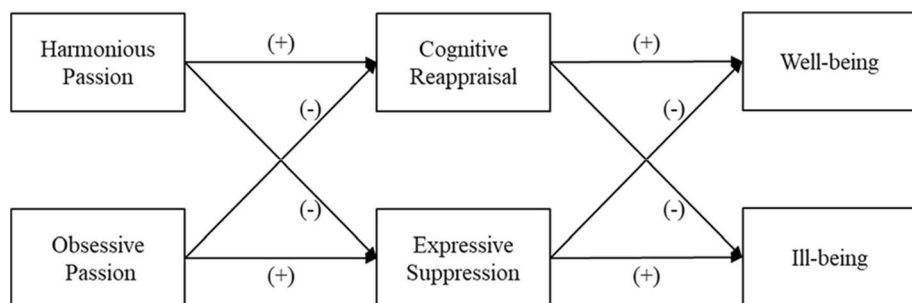 Harmonious
Passion
(+)
Cognitive
Reappraisal
(+)
Well-being
(-)
(-)
(-)
(-)
Obsessive
Passion
(+)
Expressive
Suppression
(+)
Ill-being